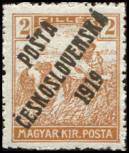 2 FILLÉR 2
POSTA
ČESKOSLOVENSKÁ
1919
MAGYAR KIR. POSTA